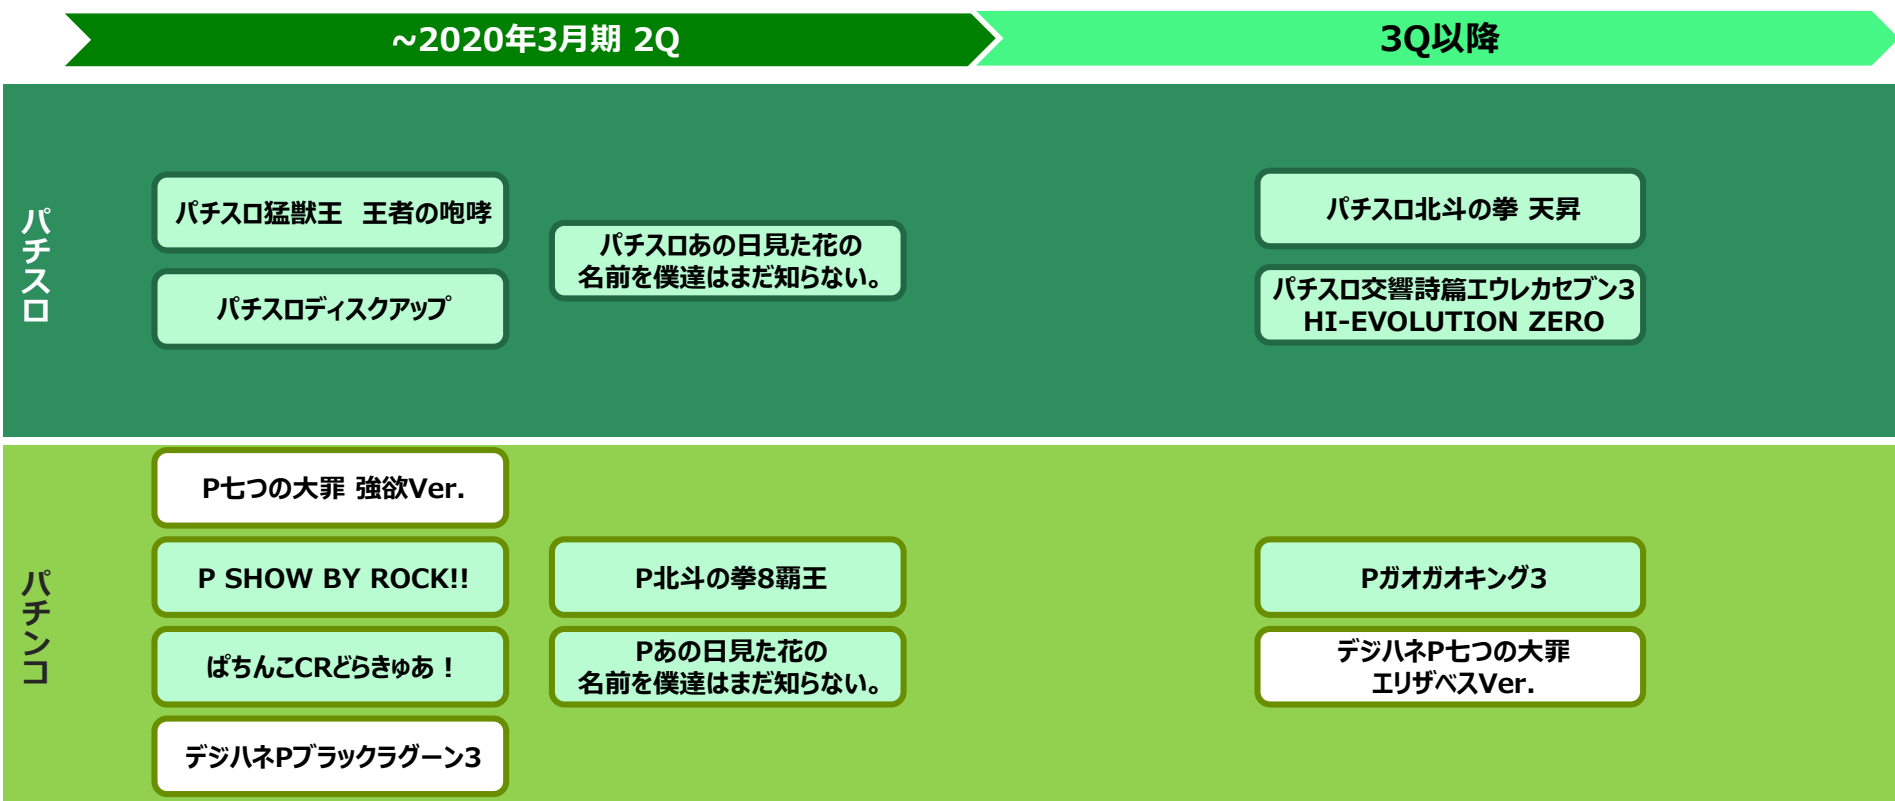 ~2020年3月期 2Q
3Q以降
パチスロ
パチスロ猛獣王 王者の咆哮
パチスロディスクアップ
パチスロあの日見た花の
名前を僕達はまだ知らない。
パチスロ北斗の拳 天昇
パチスロ交響詩篇エウレカセブン3
HI-EVOLUTION ZERO
パチンコ
P七つの大罪 強欲Ver.
P SHOW BY ROCK!!
ぱちんこCRどらきゅあ！
デジハネPブラックラグーン3
P北斗の拳8覇王
Pあの日見た花の
名前を僕達はまだ知らない。
Pガオガオキング3
デジハネP七つの大罪
エリザベスVer.